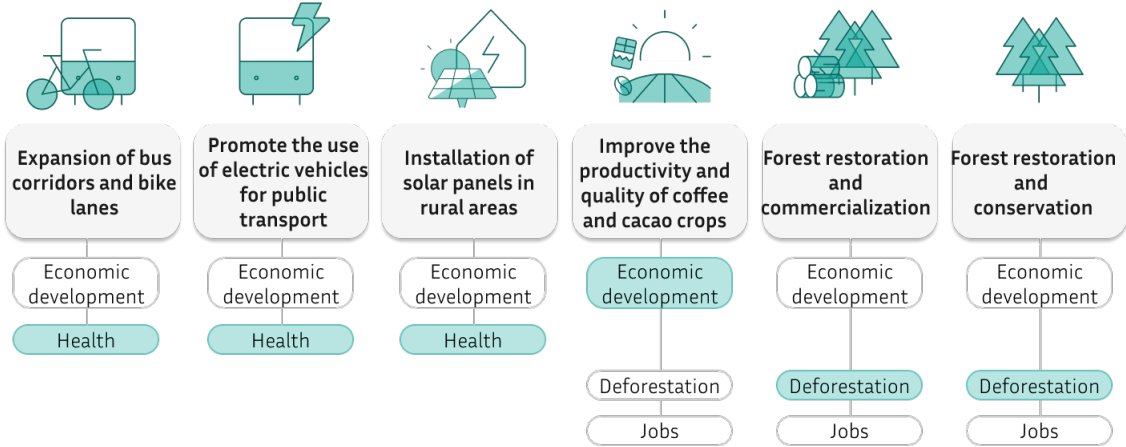 Expansion of bus
corridors and bike
lanes
Economic
development
Health
Promote the use
of electric vehicles
for public
transport
Economic
development
Health
Installation of
solar panels in
rural areas
Economic
development
Health
Improve the
productivity and
quality of coffee
and cacao crops
Economic
development
Deforestation
Jobs
Forest restoration
and
commercialization
Economic
development
Deforestation
Jobs
Forest restoration
and
conservation
Economic
development
Deforestation
Jobs